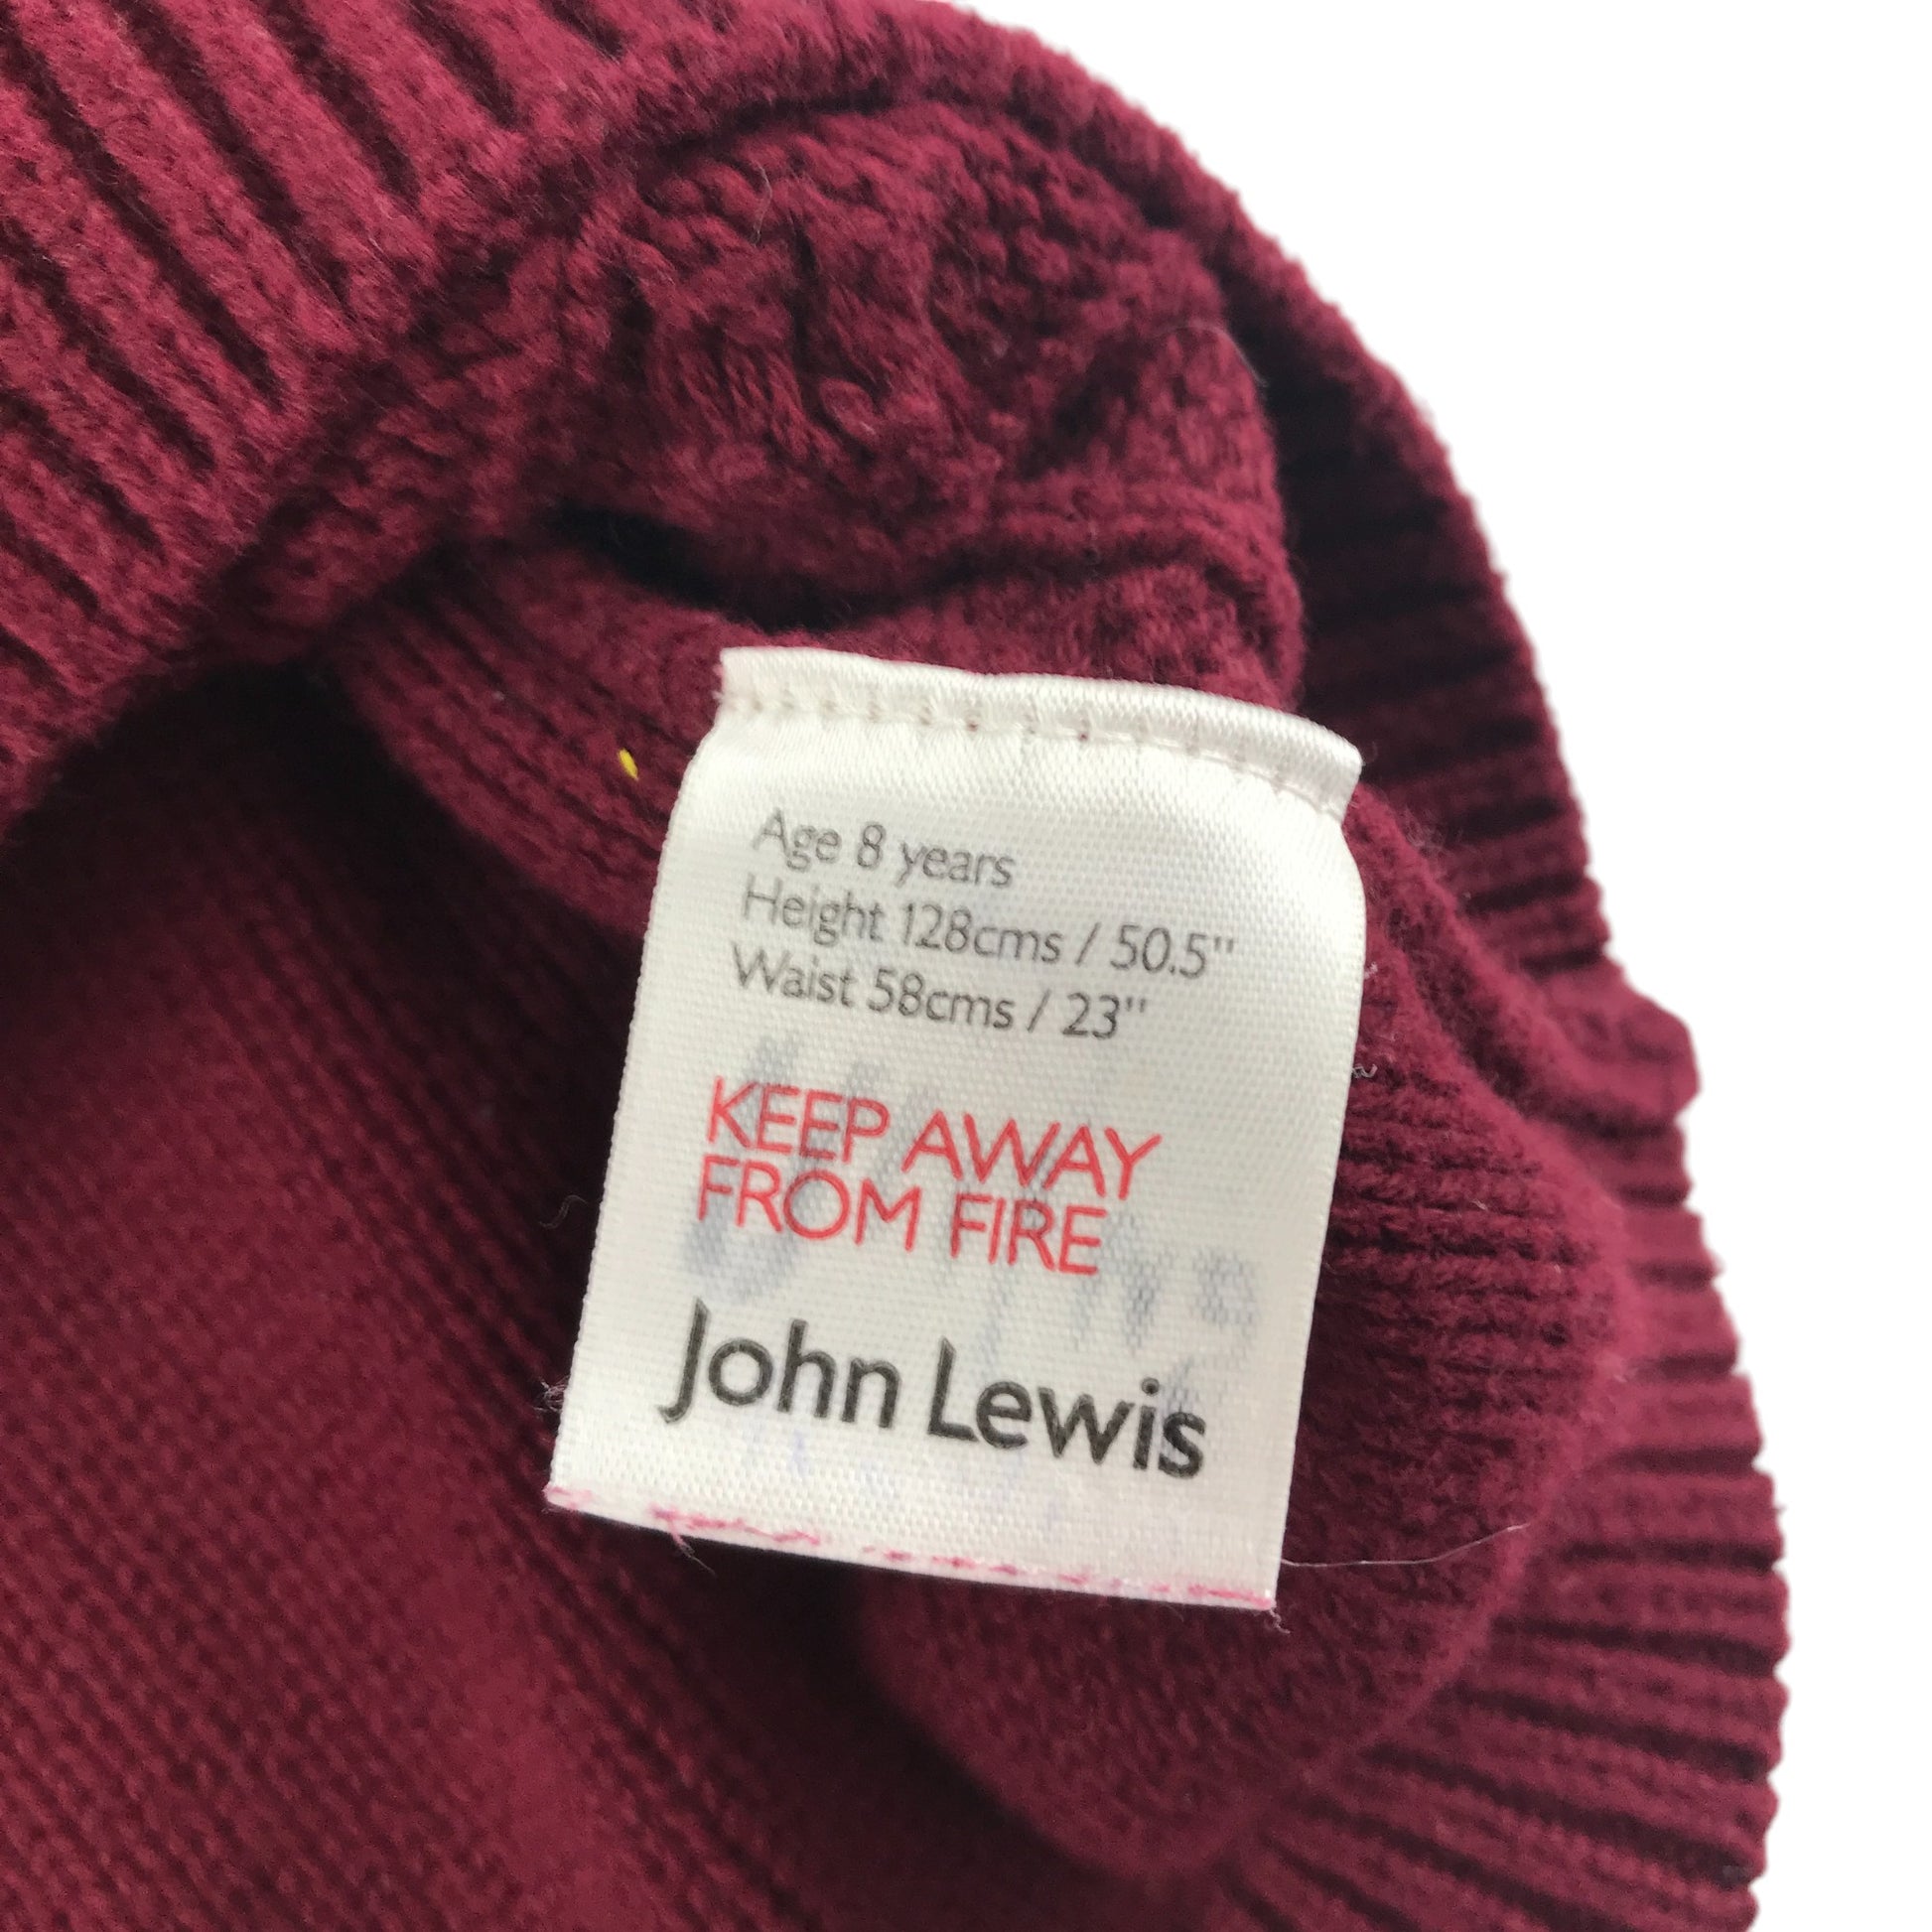 Age 8 years
Height 128cms / 50.5"
Waist 58cms / 23"
KEEP AWAY
FROM FIRE
John Lewis